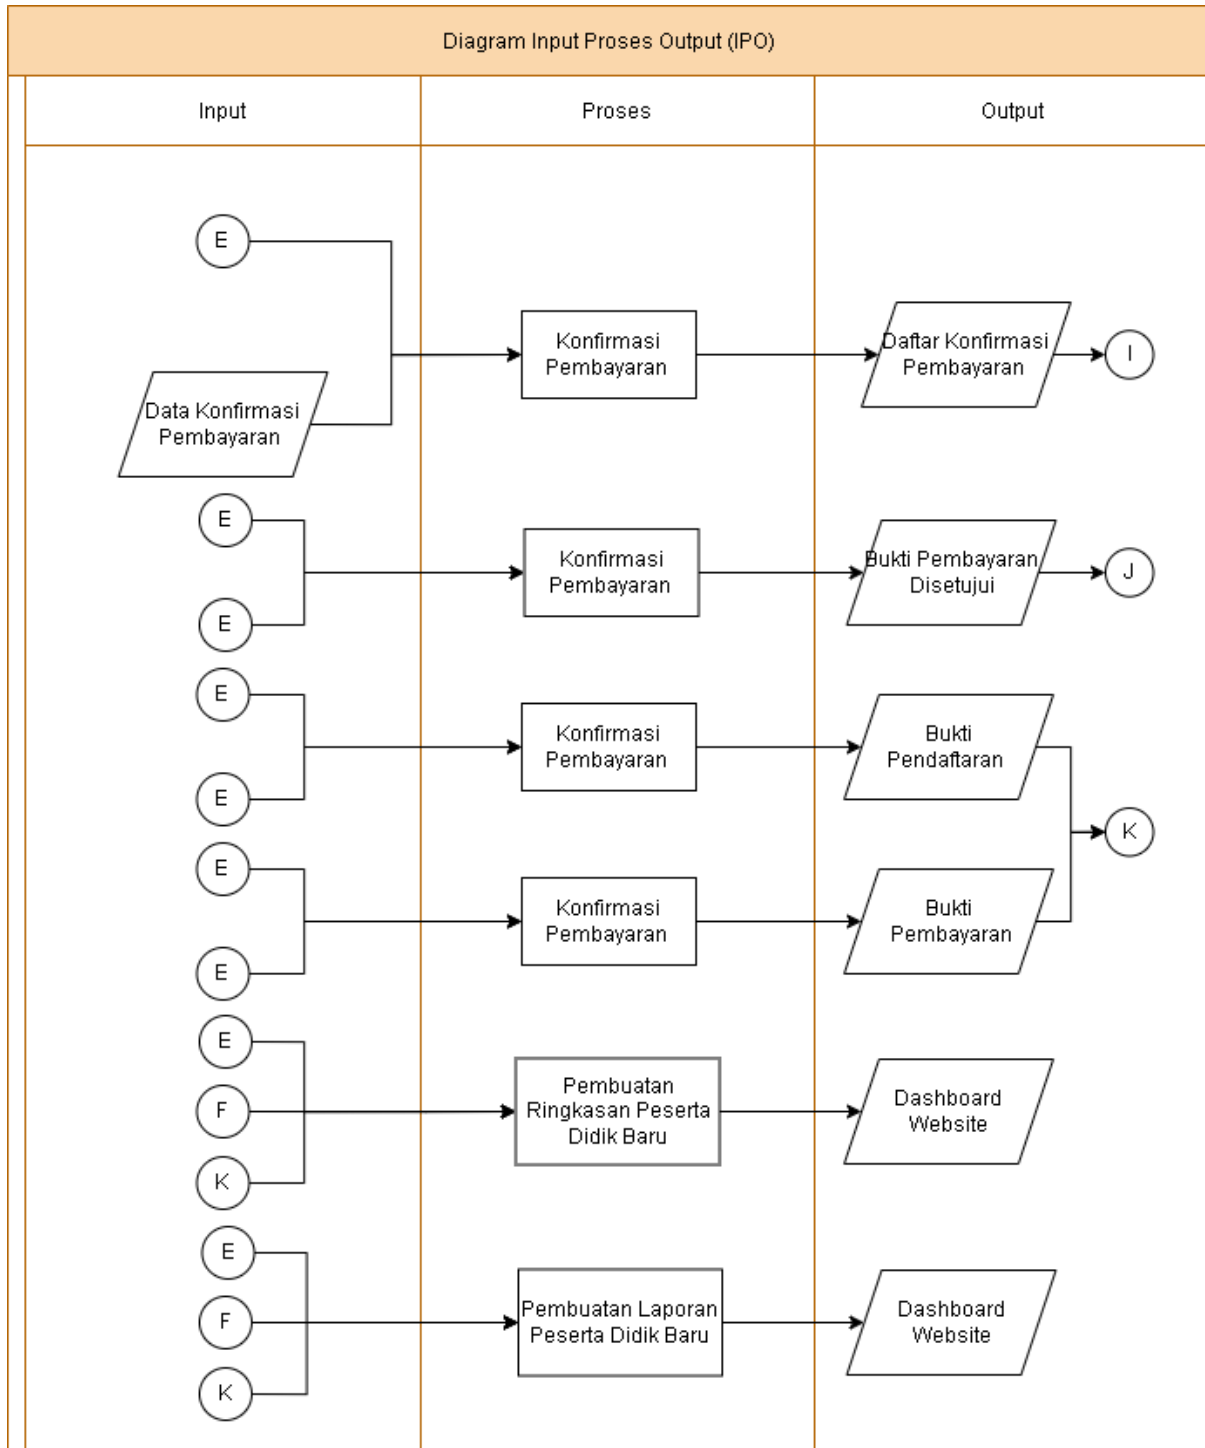 Diagram Input Proses Output (IPO)
Input
Proses
Output
E
Data Konfirmasi
Pembayaran
Konfirmasi
Pembayaran
Daftar Konfirmasi
Pembayaran
I
E
E
Konfirmasi
Pembayaran
Bukti Pembayaran
Disetujui
J
E
E
Konfirmasi
Pembayaran
Bukti
Pendaftaran
K
E
E
Konfirmasi
Pembayaran
Bukti
Pembayaran
E
F
K
Pembuatan
Ringkasan Peserta
Didik Baru
Dashboard
Website
E
F
K
Pembuatan Laporan
Peserta Didik Baru
Dashboard
Website